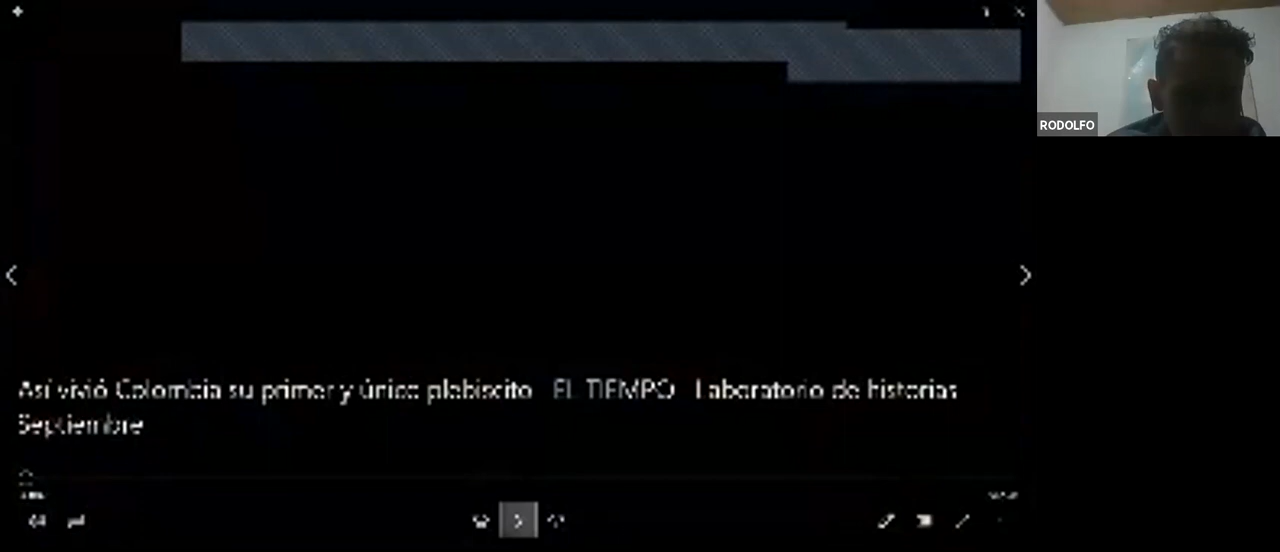 Así vivió Colombia su primer y único plebiscito EL TIEMPO Laboratorio de historias
Septiembre
RODOLFO